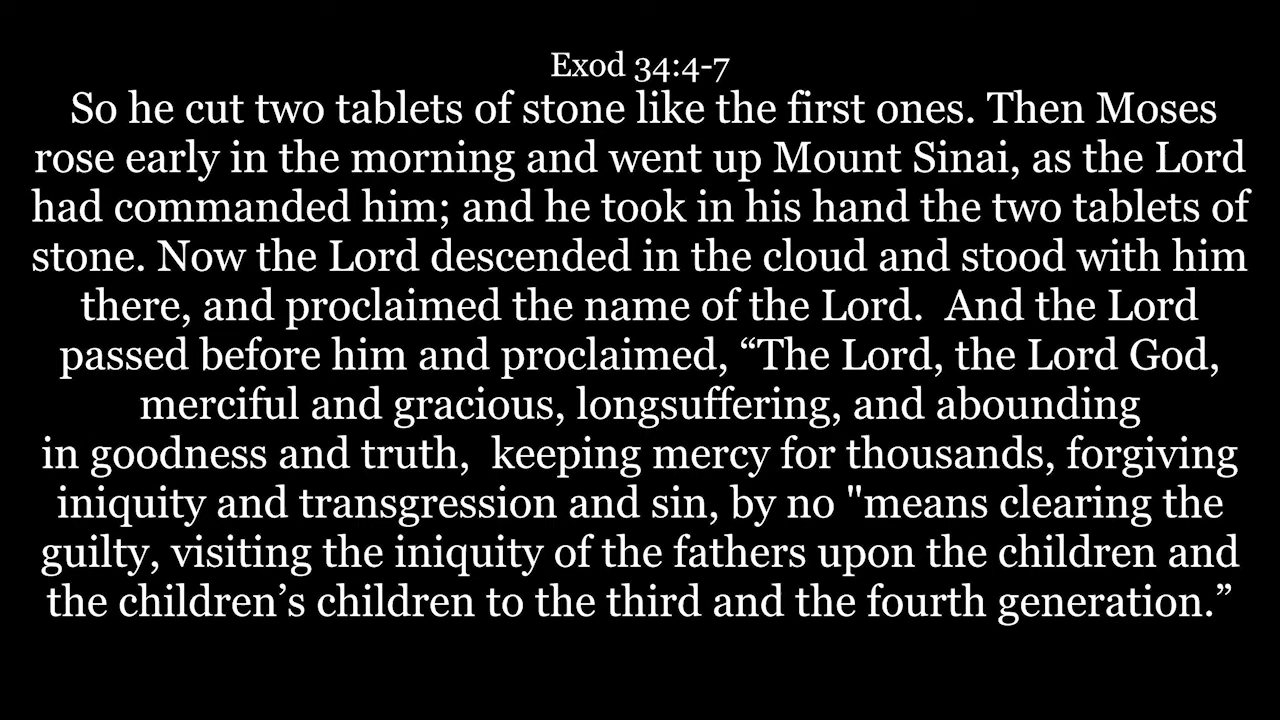 Exod 34:4-7
So he cut two tablets of stone like the first ones. Then Moses
rose early in the morning and went up Mount Sinai, as the Lord
had commanded him; and he took in his hand the two tablets of
stone. Now the Lord descended in the cloud and stood with him
there, and proclaimed the name of the Lord.  And the Lord
passed before him and proclaimed, “The Lord, the Lord God,
merciful and gracious, longsuffering, and abounding
in goodness and truth,  keeping mercy for thousands, forgiving
iniquity and transgression and sin, by no "means clearing the
guilty, visiting the iniquity of the fathers upon the children and
the children’s children to the third and the fourth generation.”